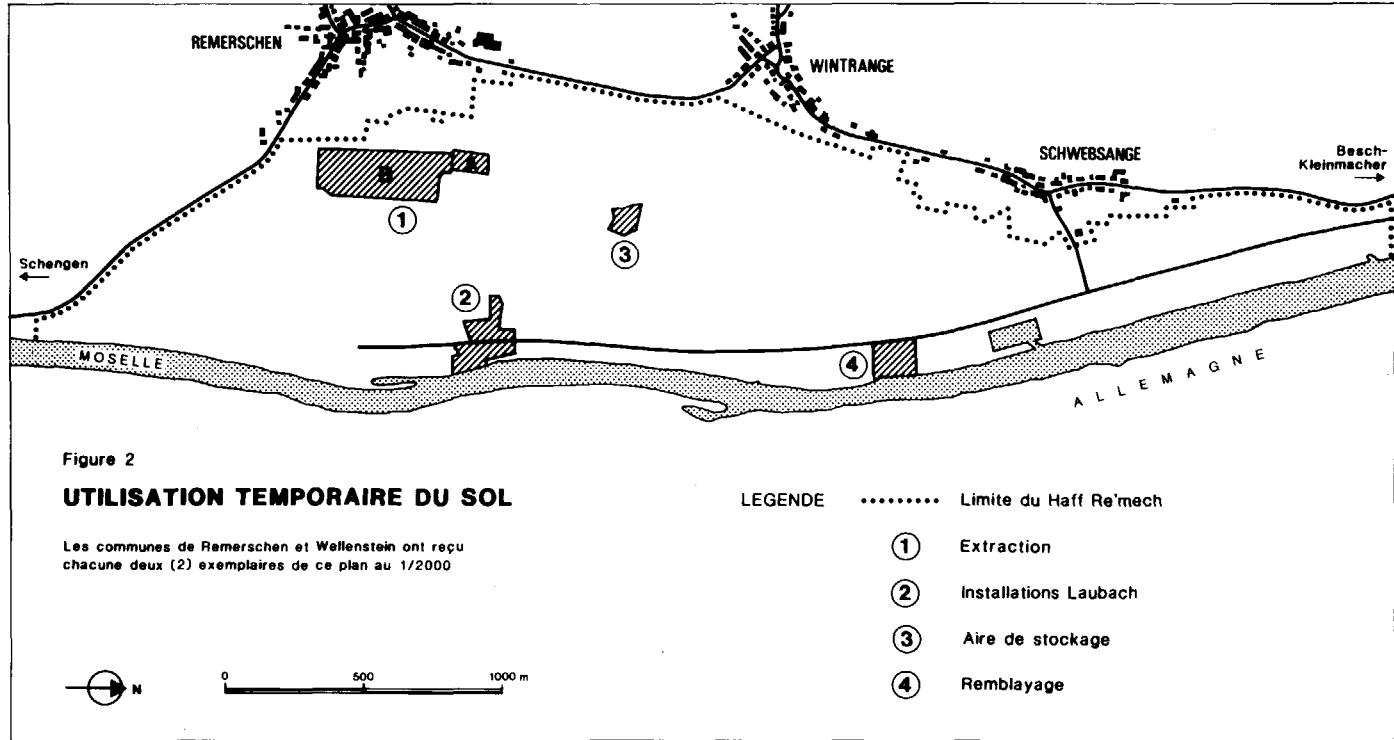 REMERSCHEN
WINTRANGE
SCHWEBSANGE
Besch-
Kleinmacher
B
A
1
3
Schengen
2
MOSELLE
4
ALLEMAGNE
Figure 2
UTILISATION TEMPORAIRE DU SOL
Les communes de Remerschen et Wellenstein ont reçu
chacune deux (2) exemplaires de ce plan au 1/2000
N
0 500 1000 m
LEGENDE
Limite du Haff Re'mech
1 Extraction
2 Installations Laubach
3 Aire de stockage
4 Remblayage